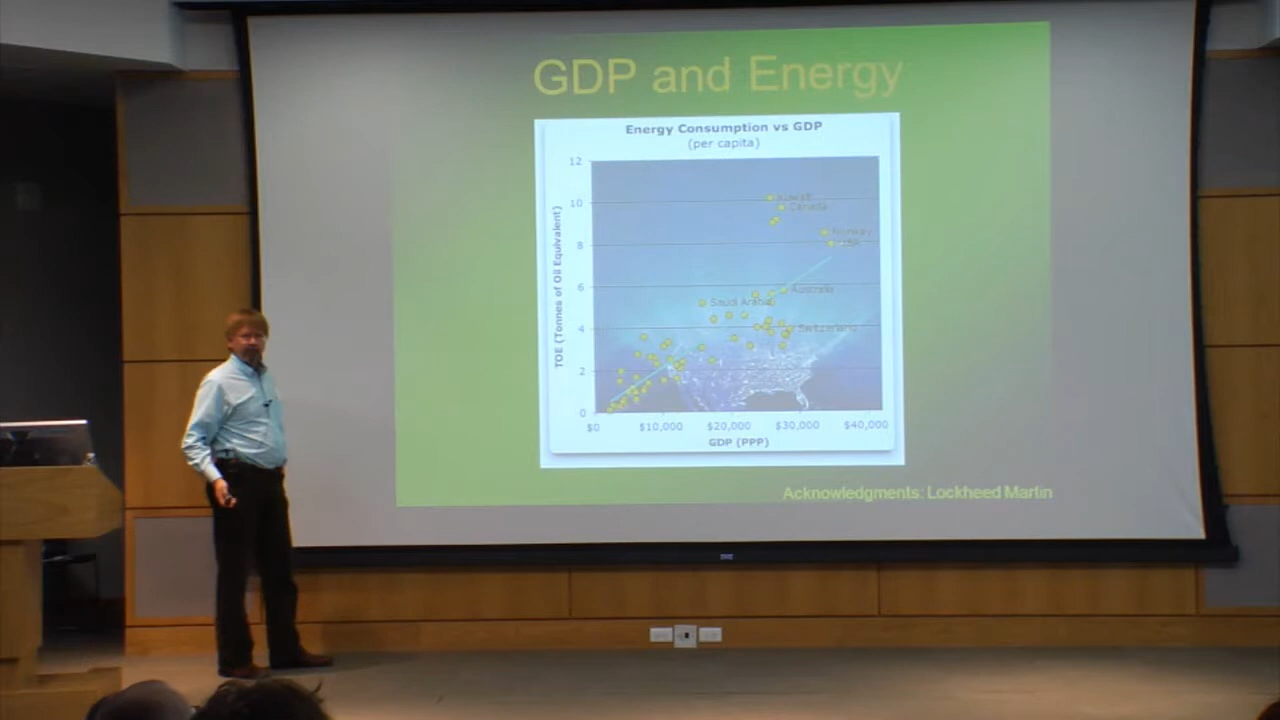 GDP and Energy
Energy Consumption vs GDP
(per capita)
12
10
8
6
4
2
0
TOE (Tonnes of Oil Equivalent)
Kuwait
Canada
Norway
Australia
Saudi Arabia
Switzerland
$0 $10,000 $20,000 $30,000 $40,000
GDP (PPP)
Acknowledgments: Lockheed Martin